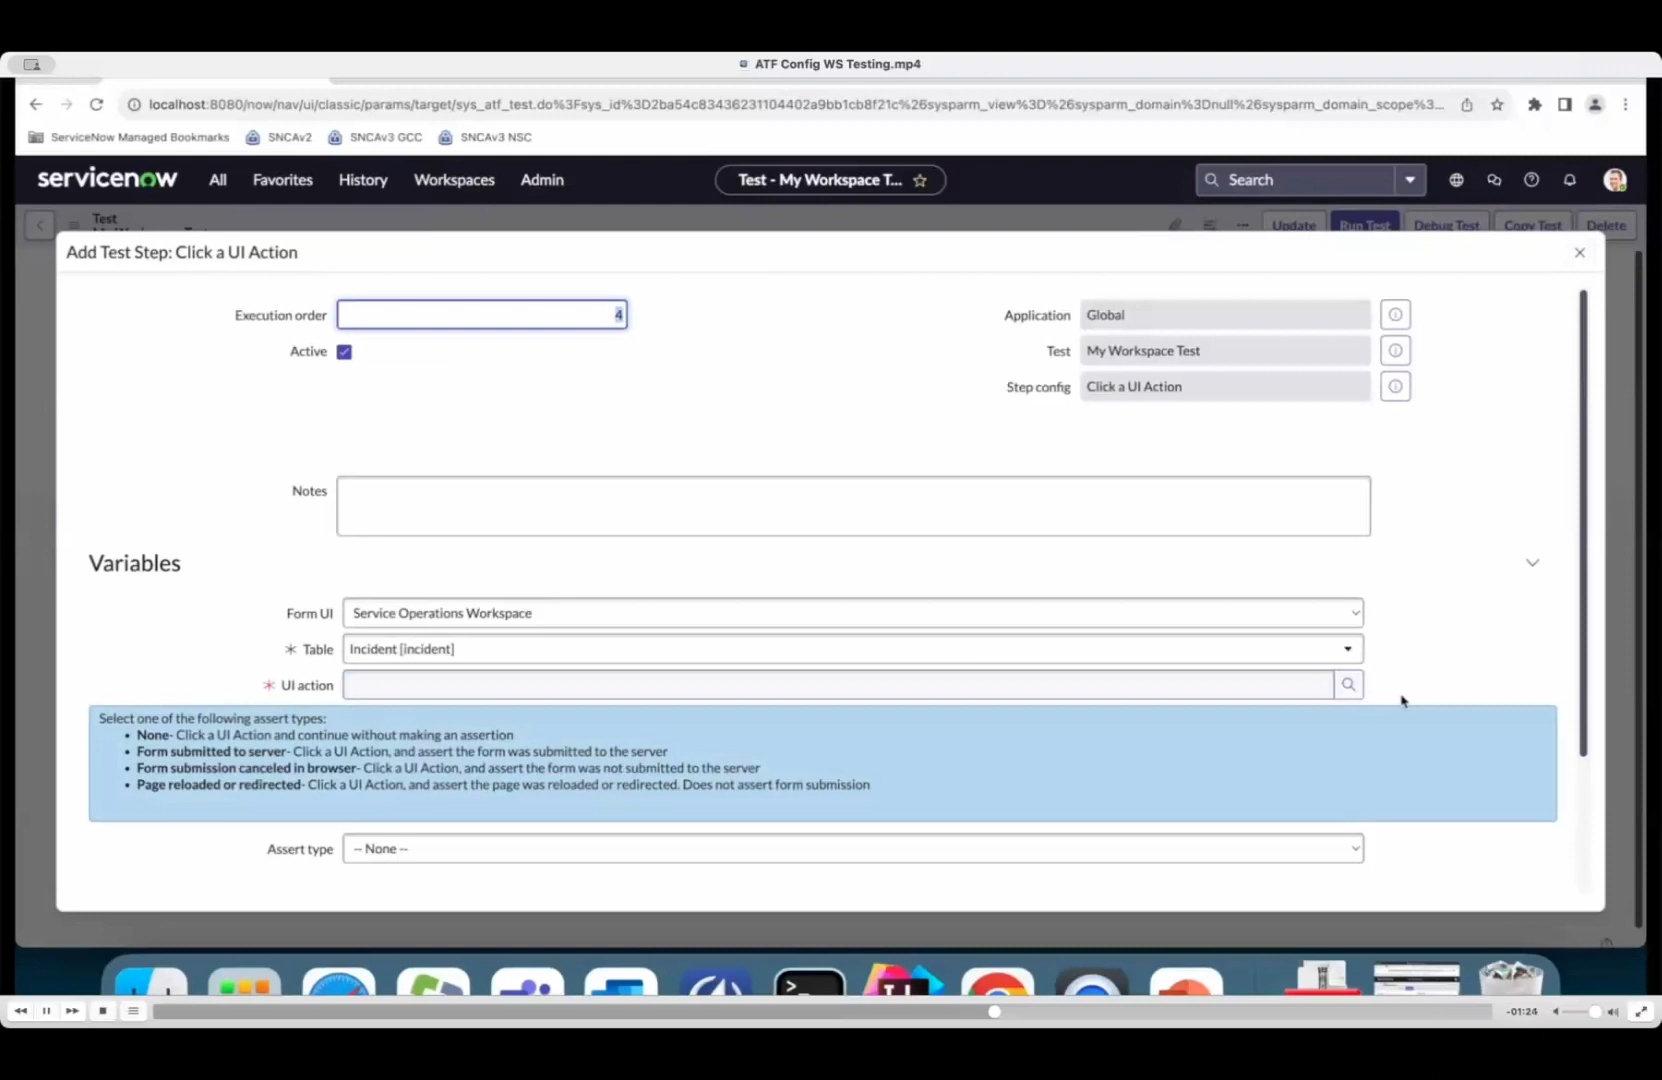 ATF Config WS Testing.mp4
localhost:8080/now/nav/ui/classic/params/target/sys_atf_test.do%3Fsys_id%3D2ba54c83436231104402a9bb1cb8f21c%26sysparm_view%3D%26sysparm_domain%3Dnull%26sysparm_domain_scope%3...
ServiceNow Managed Bookmarks SNCAv2 SNCAv3 GCC SNCAv3 NSC
servicenow All Favorites History Workspaces Admin Test - My Workspace T... Search
Test
Update Run Test Debug Test Copy Test Delete
Add Test Step: Click a UI Action
Execution order 4 Application Global
Active Test My Workspace Test
Step config Click a UI Action
Notes
Variables
Form UI Service Operations Workspace
* Table Incident [incident]
* UI action
Select one of the following assert types:
• None- Click a UI Action and continue without making an assertion
• Form submitted to server- Click a UI Action, and assert the form was submitted to the server
• Form submission canceled in browser- Click a UI Action, and assert the form was not submitted to the server
• Page reloaded or redirected- Click a UI Action, and assert the page was reloaded or redirected. Does not assert form submission
Assert type -- None --
-01:24